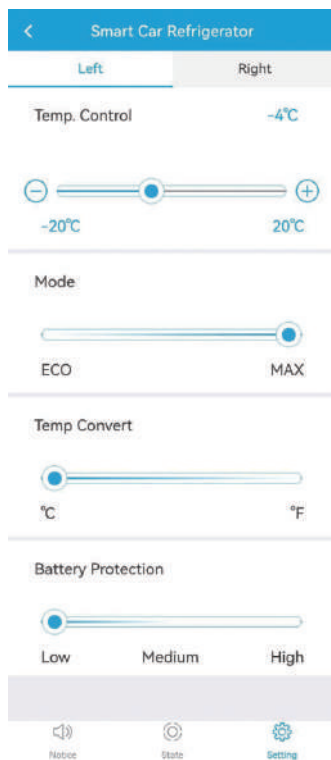 Smart Car Refrigerator
Left Right
Temp. Control -4℃
-20℃ 20℃
Mode
ECO MAX
Temp Convert
℃ °F
Battery Protection
Low Medium High
Notice State Setting